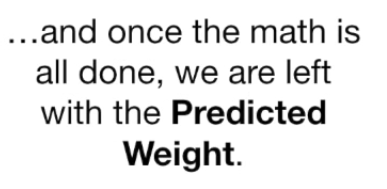 ...and once the math is
all done, we are left
with the Predicted
Weight.